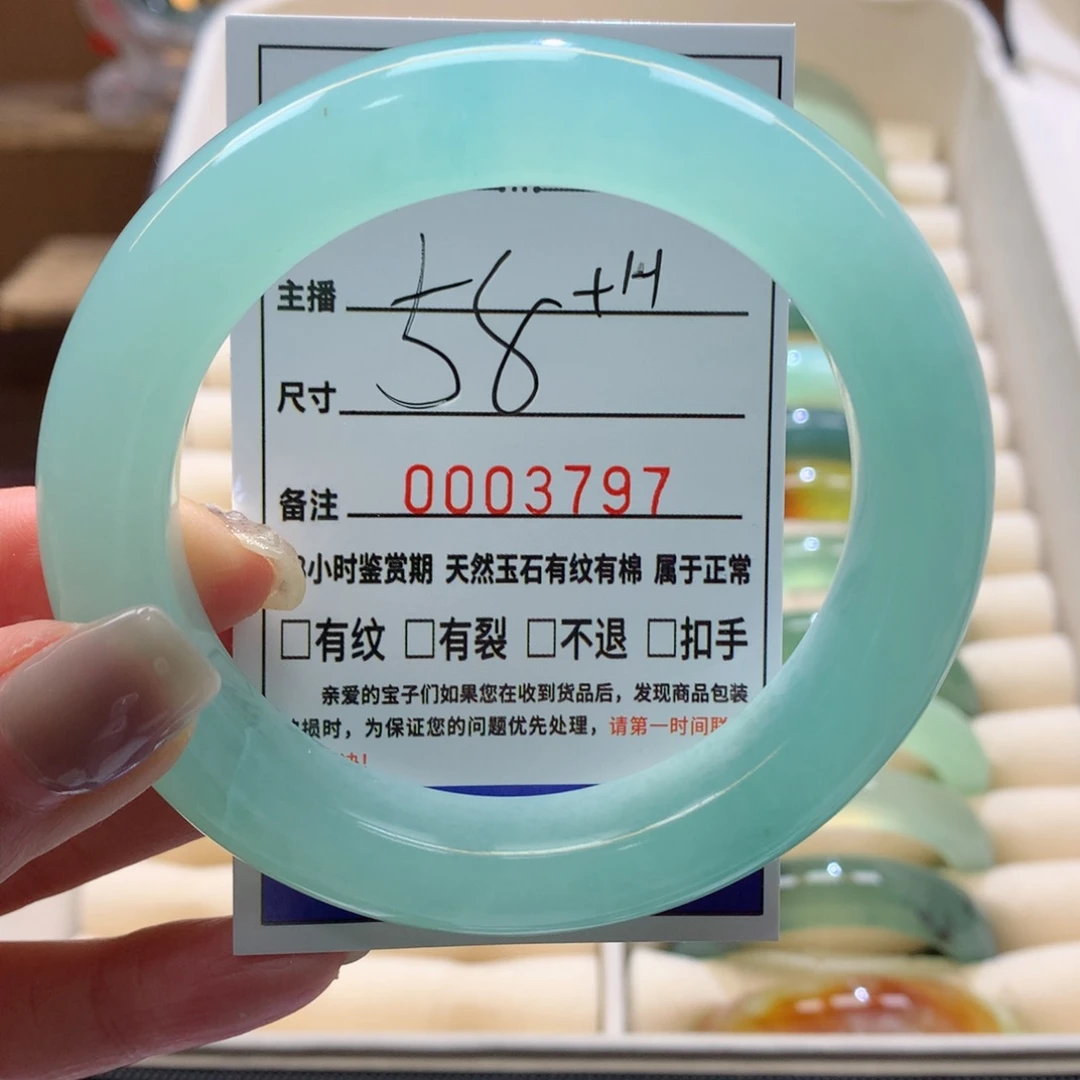 主播 58+14
尺寸
备注 0003797
小时鉴赏期 天然玉石有纹有棉 属于正常
□有纹 □有裂 □不退 □扣手
亲爱的宝子们如果您在收到货品后，发现商品包装
损时，为保证您的问题优先处理，请第一时间联